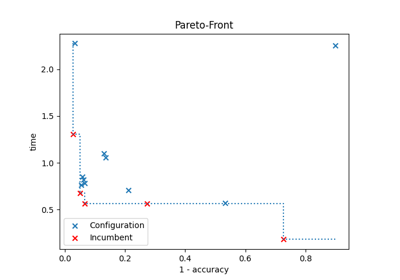 Pareto-Front
time
2.0
1.5
1.0
0.5
Configuration
Incumbent
0.0 0.2 0.4 0.6 0.8
1 - accuracy